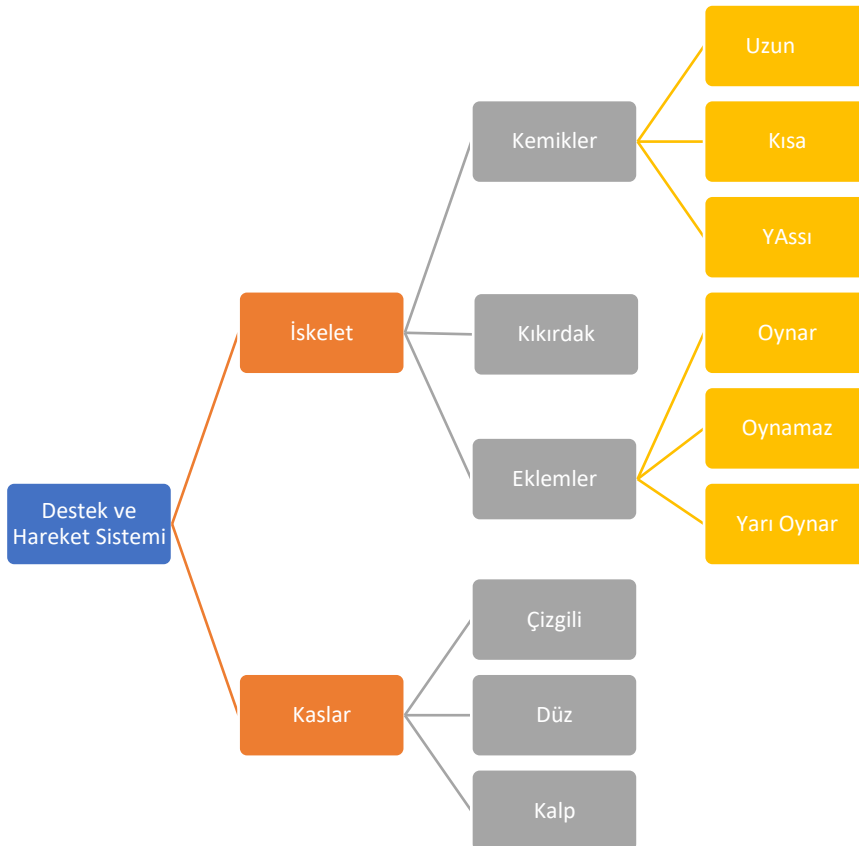 Destek ve
Hareket Sistemi
İskelet
Kemikler
Uzun
Kısa
YAssı
Kıkırdak
Eklemler
Oynar
Oynamaz
Yarı Oynar
Kaslar
Çizgili
Düz
Kalp